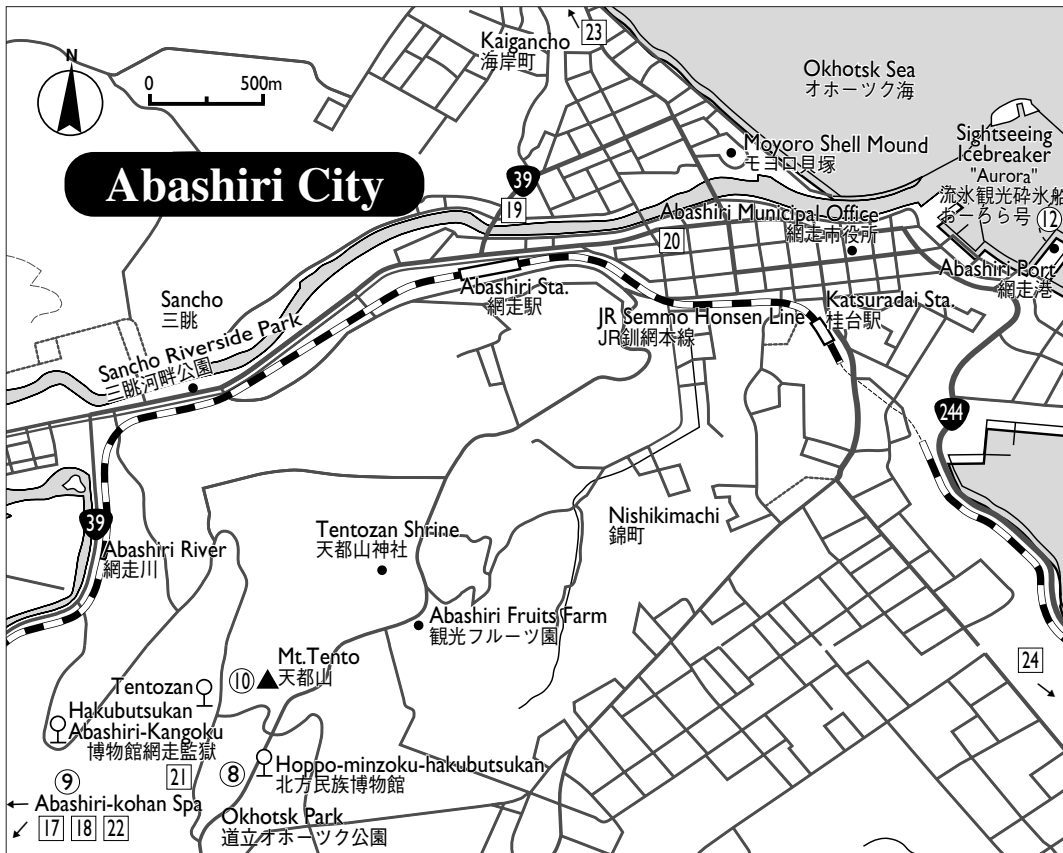 23
Kaigancho
海岸町
N
0 500m
Okhotsk Sea
オホーツク海
Sightseeing
Icebreaker
"Aurora"
流氷観光砕氷船
おーろら号 12
Moyoro Shell Mound
モヨロ貝塚
Abashiri City
39
19
Abashiri Municipal Office
網走市役所
20
Abashiri Port
網走港
Abashiri Sta.
網走駅
Sancho
三眺
JR Semmo Honsen Line
JR釧網本線
Katsuradai Sta.
桂台駅
Sancho Riverside Park
三眺河畔公園
244
39
Abashiri River
網走川
Tentozan Shrine
天都山神社
Nishikimachi
錦町
Abashiri Fruits Farm
観光フルーツ園
Mt.Tento
天都山
10
24
Tentozan
Hakubutsukan
Abashiri-Kangoku
博物館網走監獄
21
8
Hoppo-minzoku-hakubutsukan
北方民族博物館
9
Abashiri-kohan Spa
17 18 22
Okhotsk Park
道立オホーツク公園